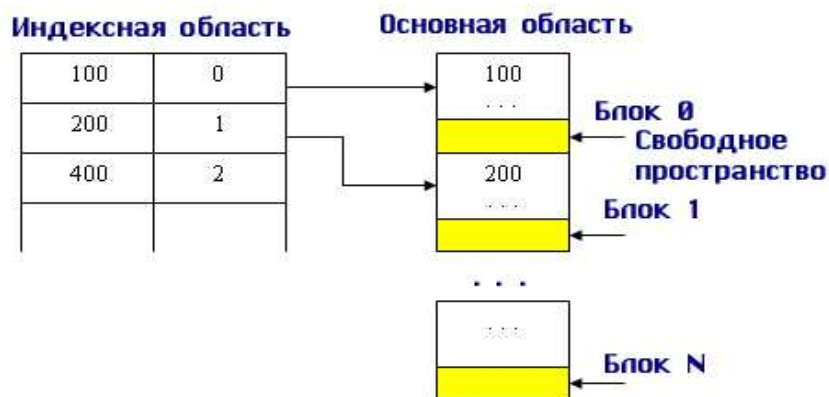 Индексная область
Основная область
100 0
200 1
400 2
100
. . .
Блок 0
Свободное
пространство
200
. . .
Блок 1
. . .
. . .
Блок N